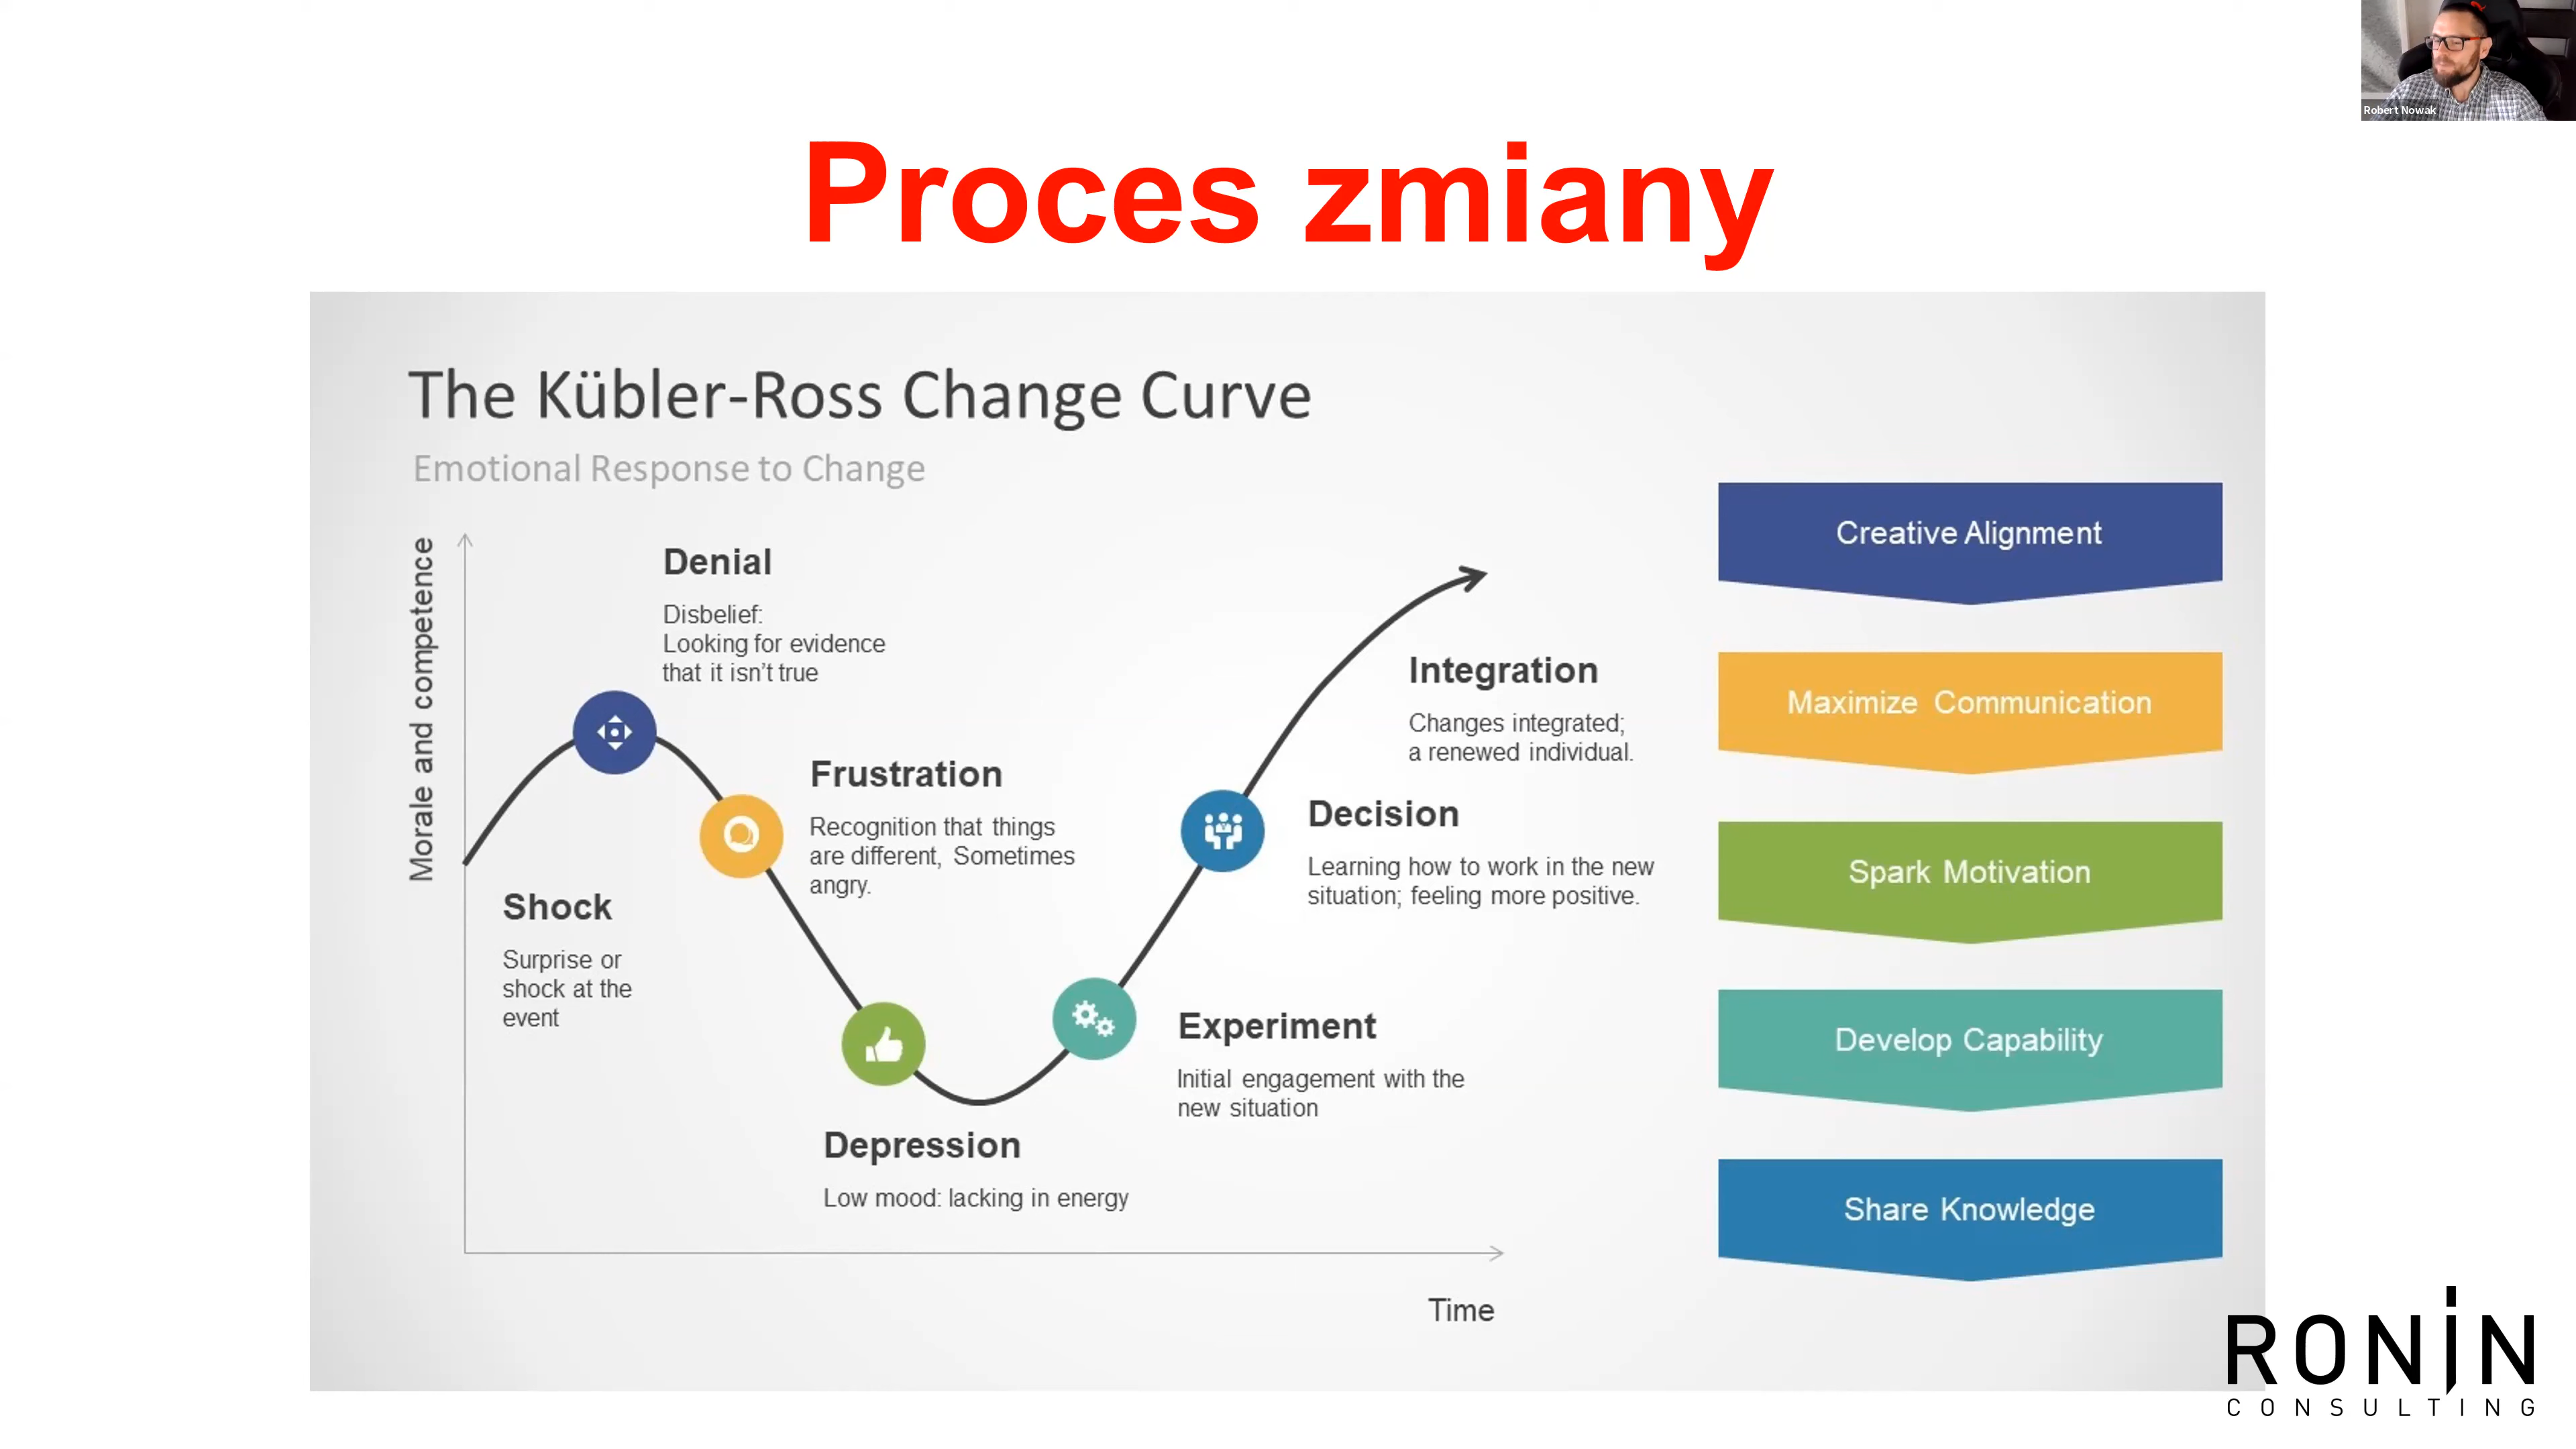 Robert Nowak
Proces zmiany
The Kübler-Ross Change Curve
Emotional Response to Change
Morale and competence
Denial
Disbelief:
Looking for evidence
that it isn't true
Frustration
Recognition that things
are different, Sometimes
angry.
Shock
Surprise or
shock at the
event
Depression
Low mood: lacking in energy
Experiment
Initial engagement with the
new situation
Decision
Learning how to work in the new
situation; feeling more positive.
Integration
Changes integrated;
a renewed individual.
Time
Creative Alignment
Maximize Communication
Spark Motivation
Develop Capability
Share Knowledge
RONIN
CONSULTING